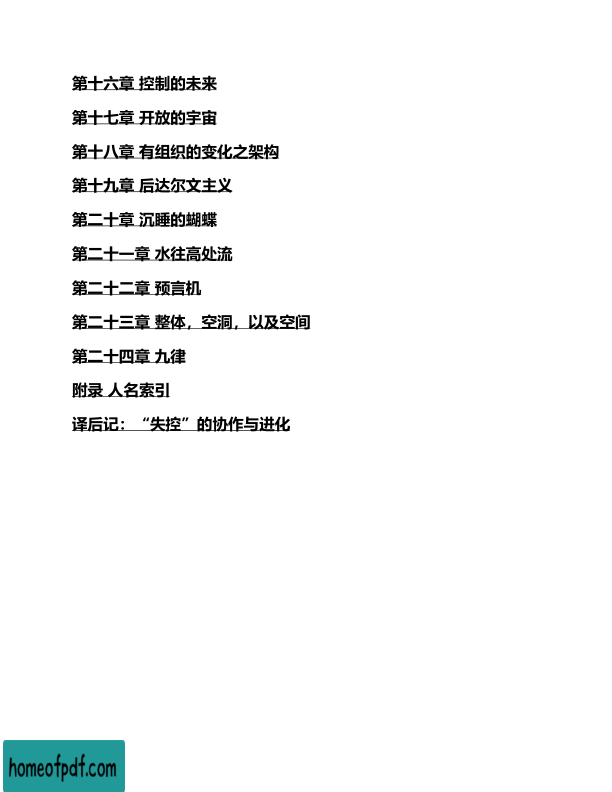 第十六章 控制的未来
第十七章 开放的宇宙
第十八章 有组织的变化之架构
第十九章 后达尔文主义
第二十章 沉睡的蝴蝶
第二十一章 水往高处流
第二十二章 预言机
第二十三章 整体，空洞，以及空间
第二十四章 九律
附录 人名索引
译后记：“失控”的协作与进化
homeofpdf.com